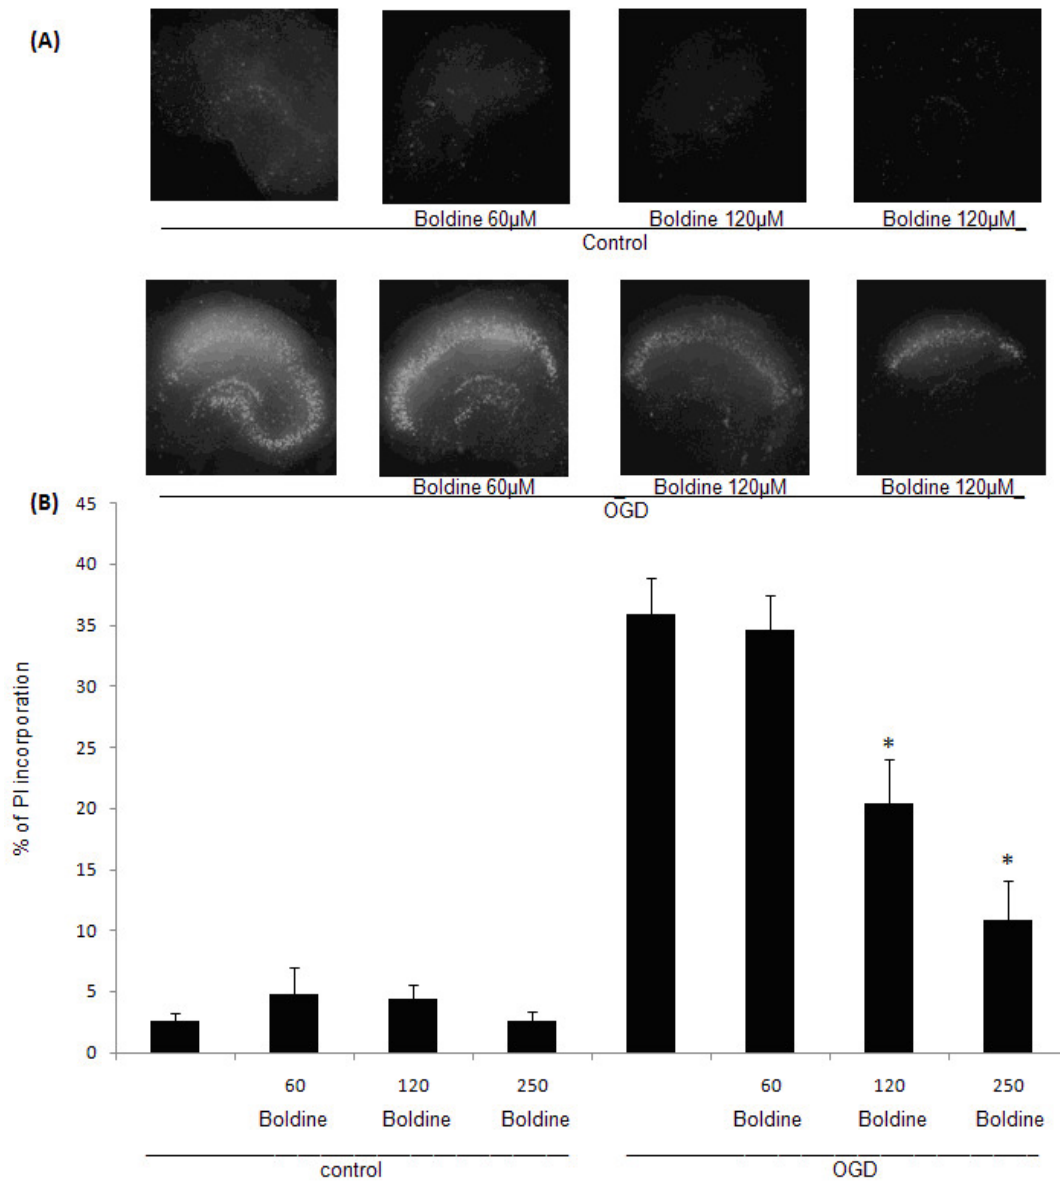 (A)
Boldine 60µM Boldine 120µM Boldine 120µM_
Control
Boldine 60µM Boldine 120µM Boldine 120µM_
OGD
(B)
45
40
35
30
25
20
15
10
5
0
% of PI incorporation
*
*
60 120 250 60 120 250
Boldine Boldine Boldine Boldine Boldine Boldine
control OGD